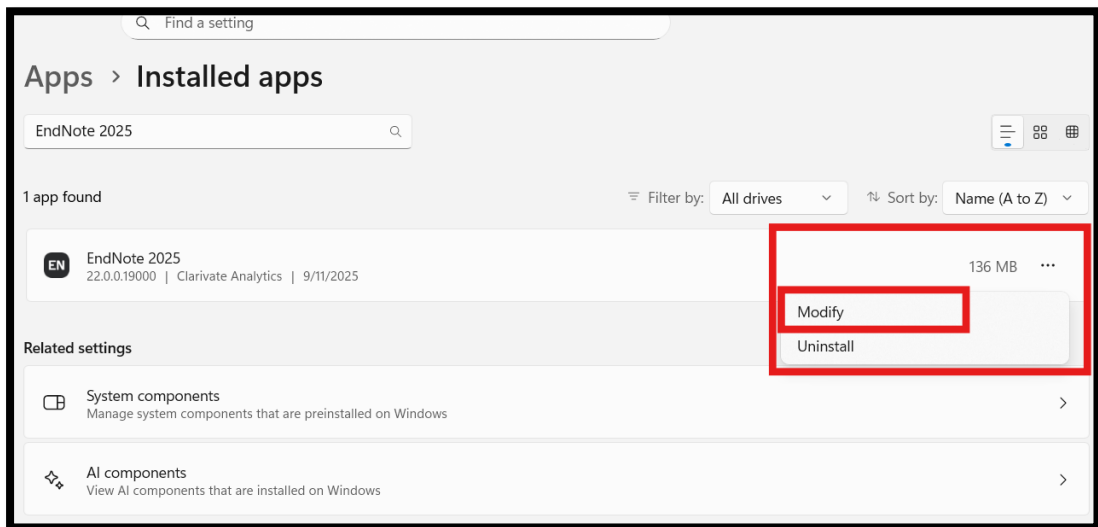 Find a setting
Apps > Installed apps
EndNote 2025
1 app found
Filter by: All drives
Sort by: Name (A to Z)
EN
EndNote 2025
22.0.0.19000 | Clarivate Analytics | 9/11/2025
136 MB
Modify
Uninstall
Related settings
System components
Manage system components that are preinstalled on Windows
AI components
View AI components that are installed on Windows